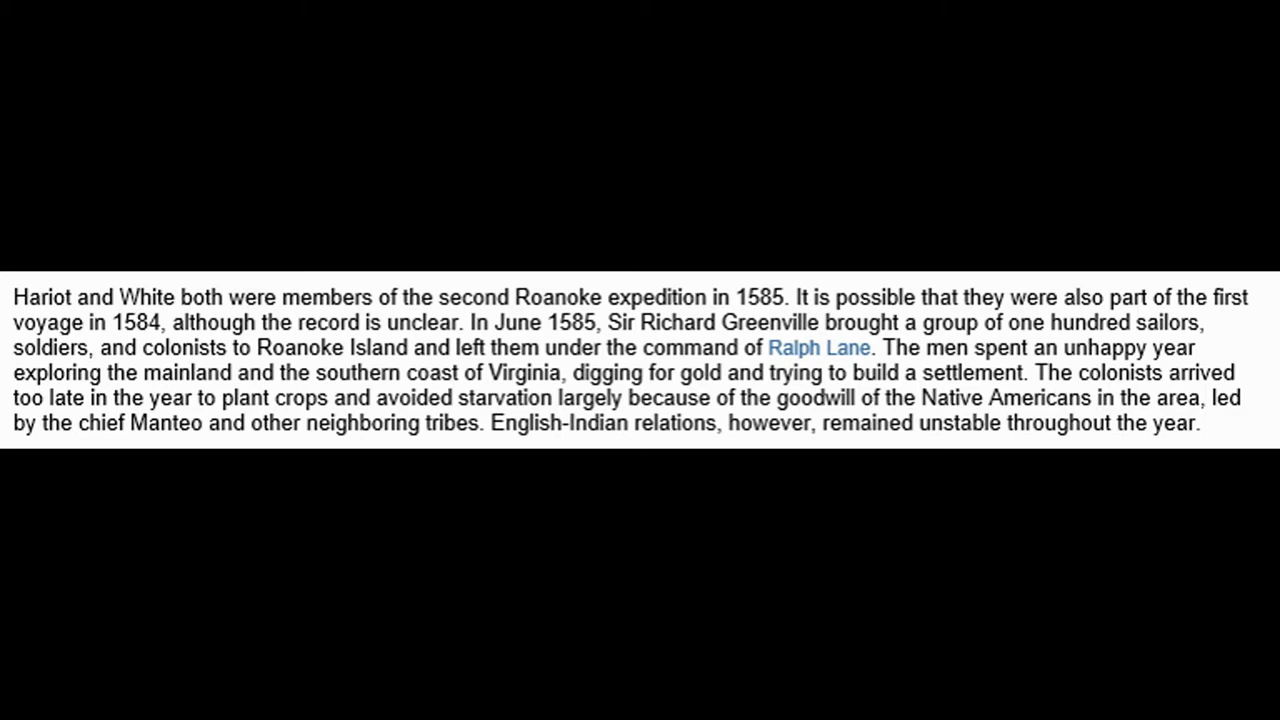 Hariot and White both were members of the second Roanoke expedition in 1585. It is possible that they were also part of the first
voyage in 1584, although the record is unclear. In June 1585, Sir Richard Greenville brought a group of one hundred sailors,
soldiers, and colonists to Roanoke Island and left them under the command of Ralph Lane. The men spent an unhappy year
exploring the mainland and the southern coast of Virginia, digging for gold and trying to build a settlement. The colonists arrived
too late in the year to plant crops and avoided starvation largely because of the goodwill of the Native Americans in the area, led
by the chief Manteo and other neighboring tribes. English-Indian relations, however, remained unstable throughout the year.